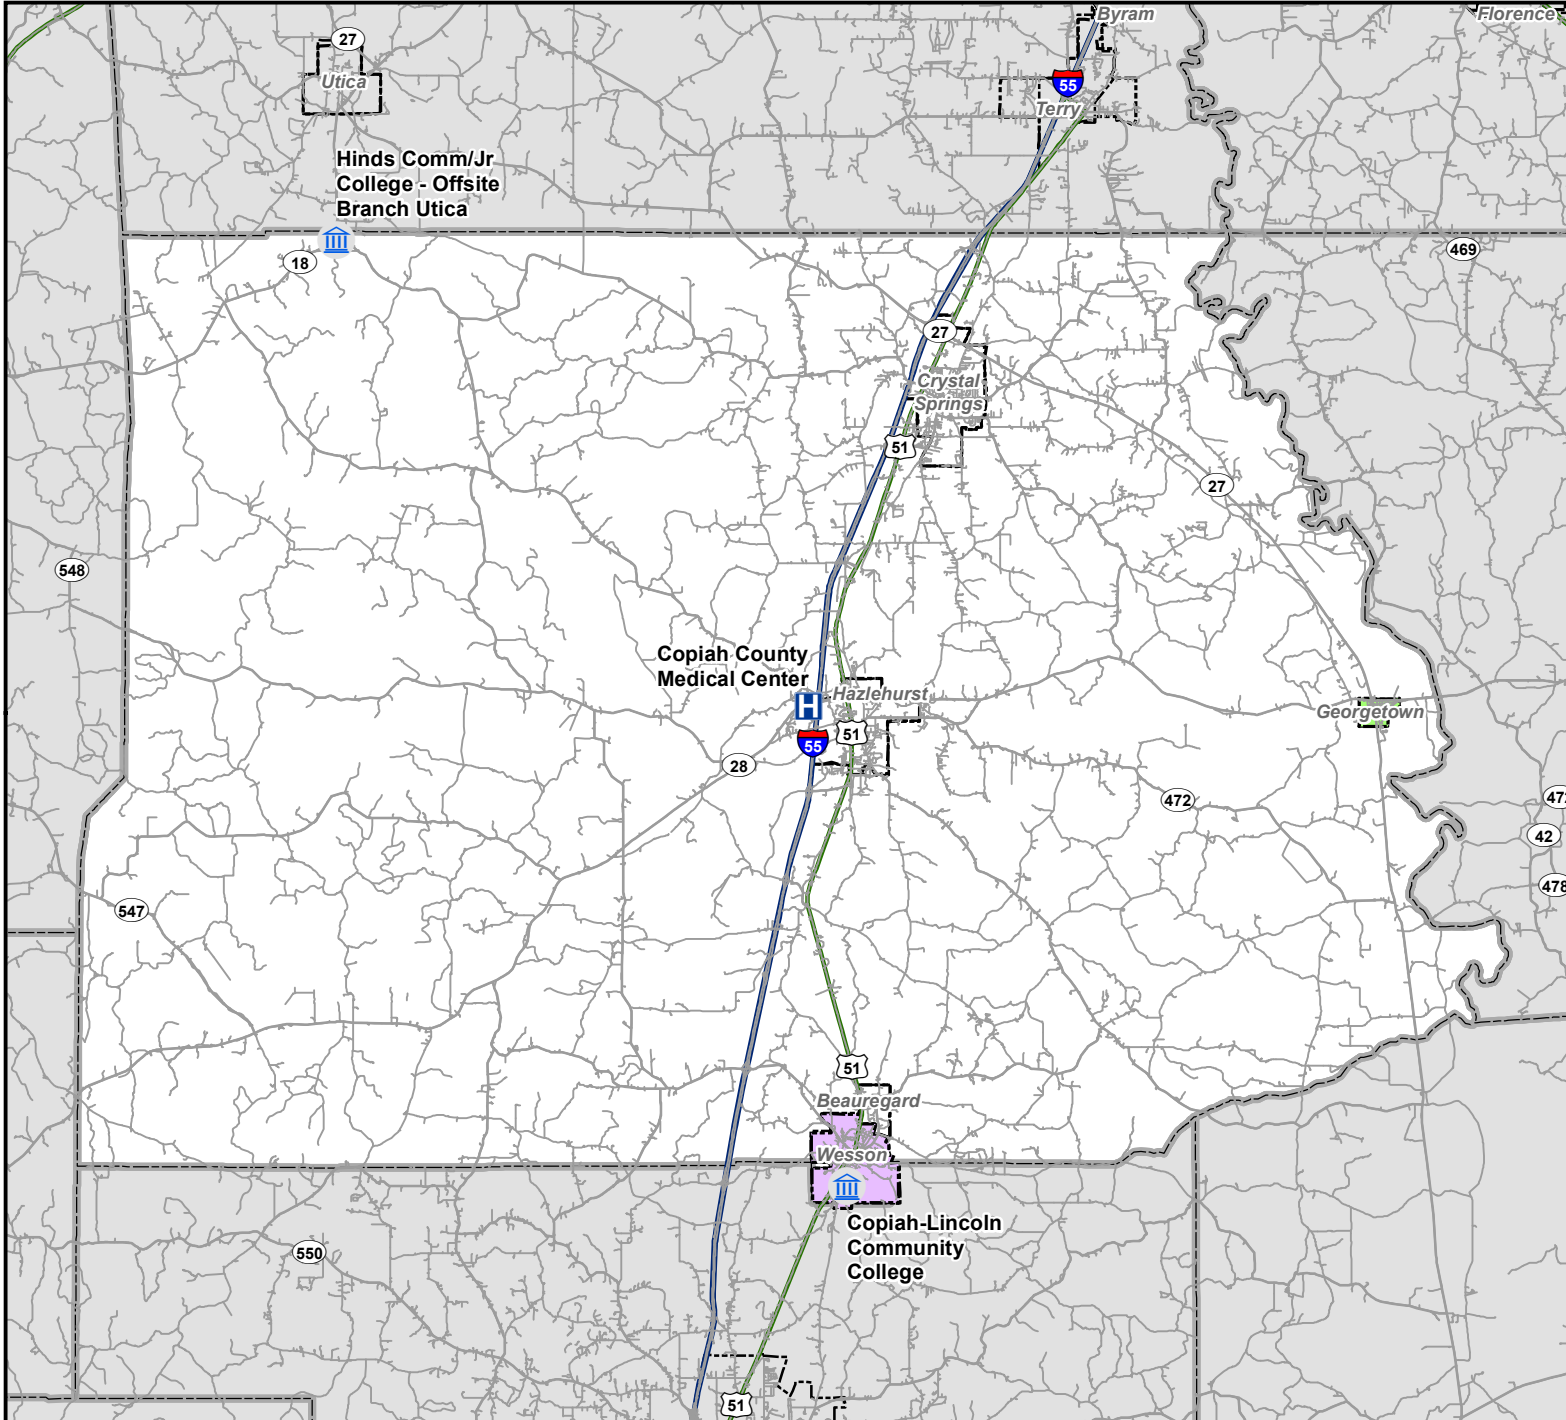 Byram
Florence
27
Utica
55
Terry
Hinds Comm/Jr
College - Offsite
Branch Utica
18
469
27
Crystal
Springs
51
27
548
Copiah County
Medical Center
Hazlehurst
H
Georgetown
51
55
28
472
42
478
547
51
Beauregard
Wesson
Copiah-Lincoln
Community
College
550
51